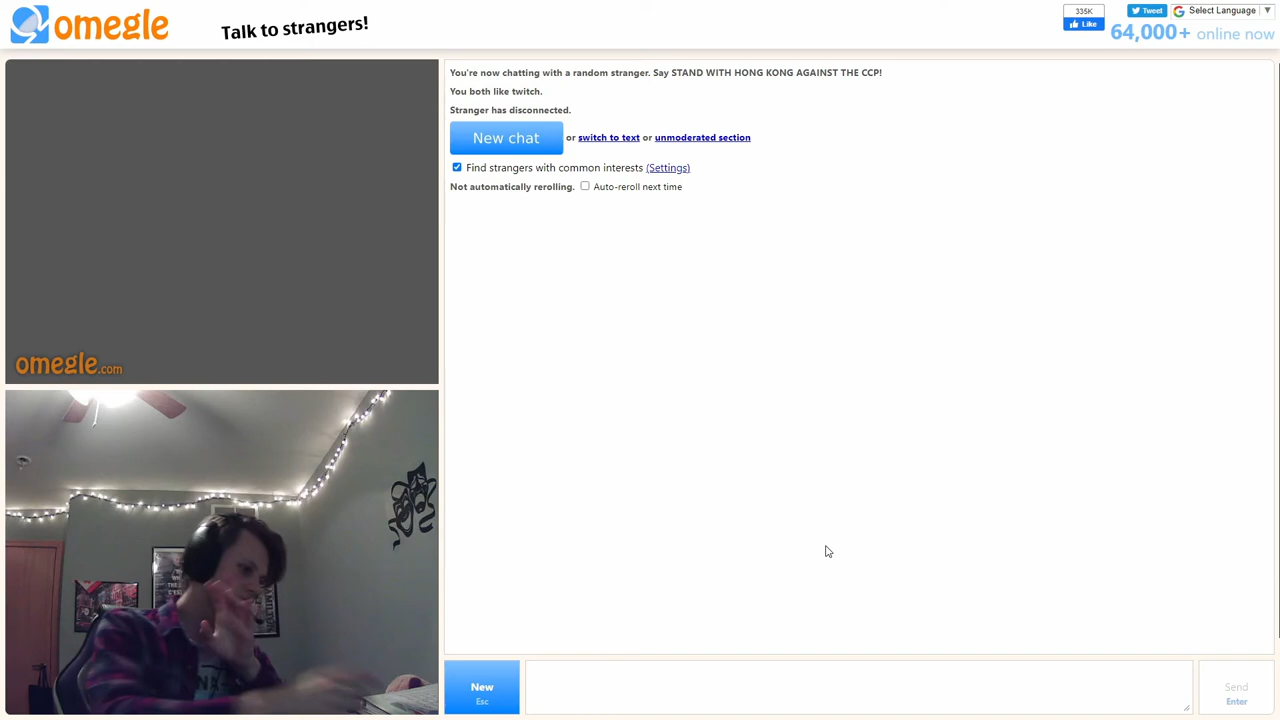 omegle
Talk to strangers!
335K
Like
Tweet
Select Language ▼
64,000+ online now
You're now chatting with a random stranger. Say STAND WITH HONG KONG AGAINST THE CCP!
You both like twitch.
Stranger has disconnected.
New chat or switch to text or unmoderated section
Find strangers with common interests (Settings)
Not automatically rerolling. Auto-reroll next time
omegle.com
New
Esc
Send
Enter